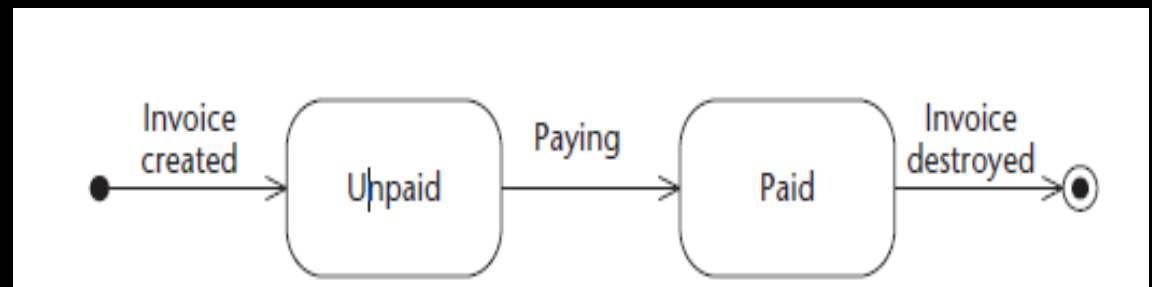 Invoice
created
Unpaid
Paying
Paid
Invoice
destroyed